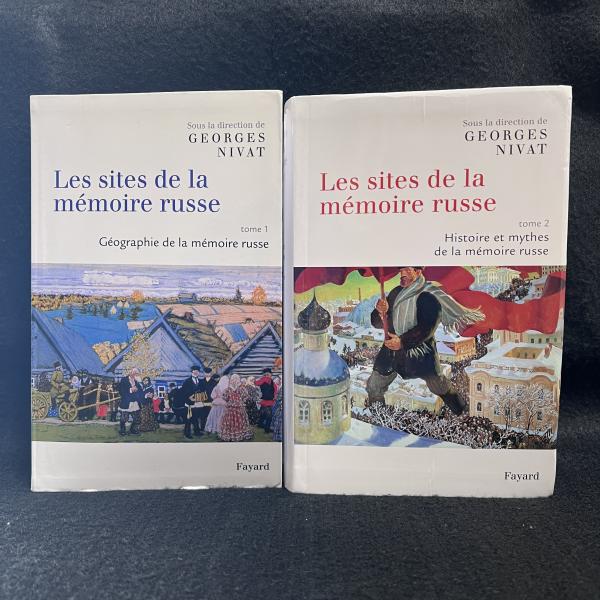 Sous la direction de
GEORGES
NIVAT
Les sites de la
mémoire russe
tome 1
Géographie de la mémoire russe
Fayard
Sous la direction de
GEORGES
NIVAT
Les sites de la
mémoire russe
tome 2
Histoire et mythes
de la mémoire russe
Fayard